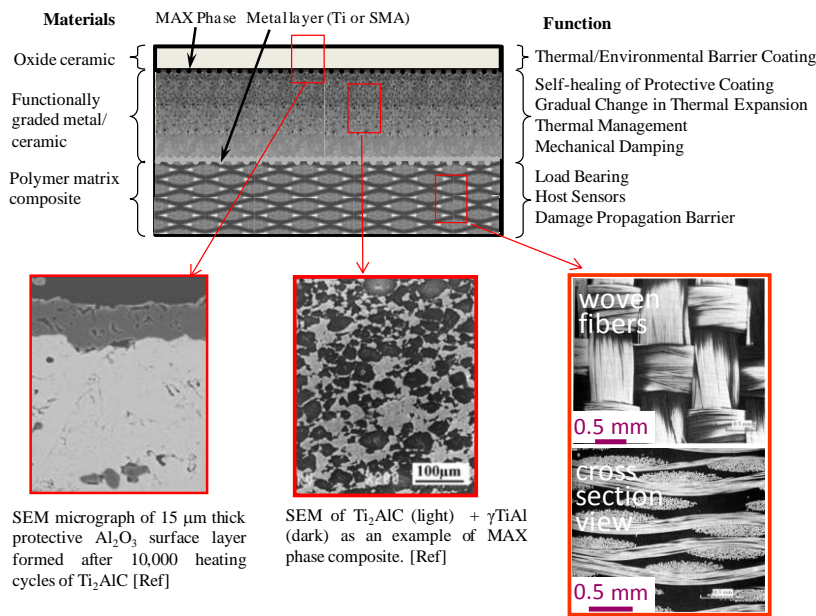 Materials
MAX Phase
Metal layer (Ti or SMA)
Function
Oxide ceramic
Thermal/Environmental Barrier Coating
Functionally
graded metal/
ceramic
Self-healing of Protective Coating
Gradual Change in Thermal Expansion
Thermal Management
Mechanical Damping
Polymer matrix
composite
Load Bearing
Host Sensors
Damage Propagation Barrier
100μm
woven
fibers
0.5 mm
0.5 mm
cross
section
view
0.5 mm
SEM micrograph of 15 μm thick
protective Al₂O₃ surface layer
formed after 10,000 heating
cycles of Ti₂AlC [Ref]
SEM of Ti₂AlC (light) + γTiAl
(dark) as an example of MAX
phase composite. [Ref]